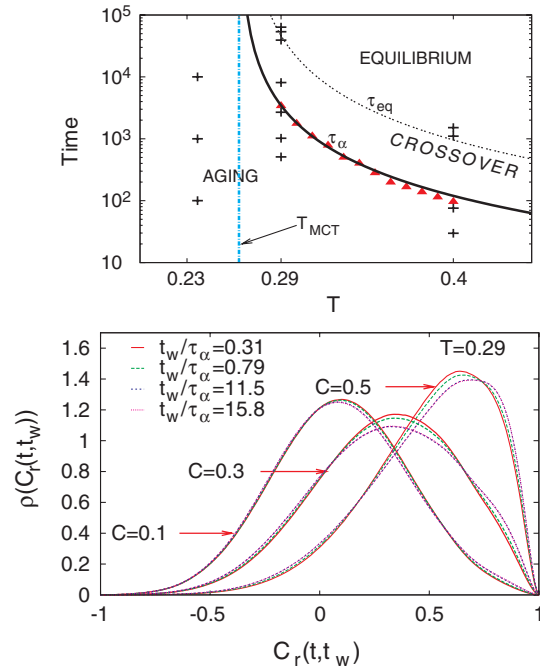 10^5
10^4
10^3
10^2
10
Time
EQUILIBRIUM
τ_eq
CROSSOVER
τ_α
AGING
T_MCT
0.23 0.29 0.4
T
1.6
1.4
1.2
1
0.8
0.6
0.4
0.2
0
ρ(C_r(t,t_w))
t_w/τ_α=0.31
t_w/τ_α=0.79
t_w/τ_α=11.5
t_w/τ_α=15.8
T=0.29
C=0.5
C=0.3
C=0.1
-1 -0.5 0 0.5 1
C_r(t,t_w)